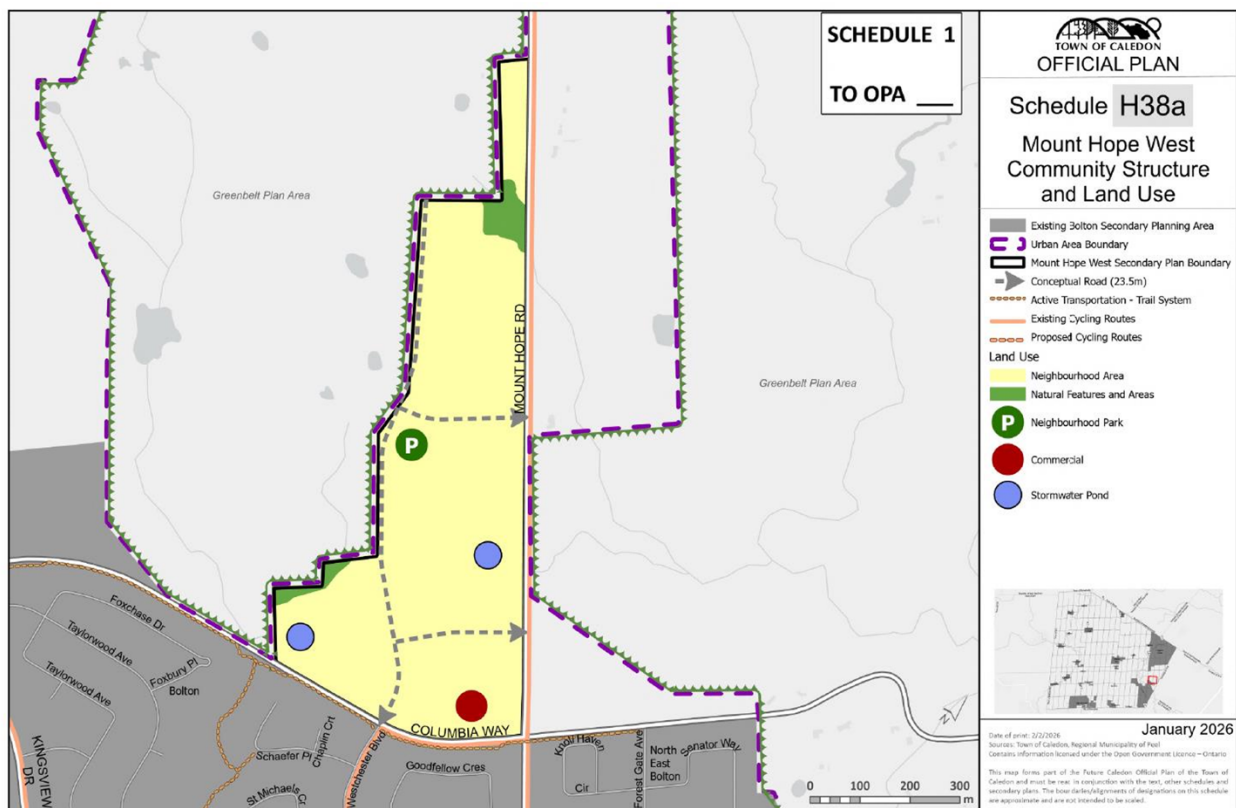 SCHEDULE 1
TO OPA ___
TOWN OF CALEDON
OFFICIAL PLAN
Schedule H38a
Mount Hope West
Community Structure
and Land Use
Existing Bolton Secondary Planning Area
Urban Area Boundary
Mount Hope West Secondary Plan Boundary
Conceptual Road (23.5m)
Active Transportation - Trail System
Existing Cycling Routes
Proposed Cycling Routes
Land Use
Neighbourhood Area
Natural Features and Areas
P
Neighbourhood Park
Commercial
Stormwater Pond
January 2026
Date of print: 2/2/2026
Sources: Town of Caledon, Regional Municipality of Peel
Contains Information licensed under the Open Government Licence – Ontario
This map forms part of the Future Caledon Official Plan of the Town of
Caledon and must be read in conjunction with the text, other schedules and
secondary plans. The boundaries/alignments of designations on this schedule
are approximate and are not intended to be scaled.
Greenbelt Plan Area
MOUNT HOPE RD
Greenbelt Plan Area
P
Foxchase Dr
Taylorwood Ave
Foxbury Pl
Bolton
Taylorwood Ave
Schaefer Pl
Chaplin Crt
COLUMBIA WAY
Westchester Blvd
Goodfellow Cres
St Michaels Cr
KINGSVIEW
DR
Knoll Haven
Cir
Forest Gate Ave
North
East
Bolton
Senator Way
N
0 100 200 300
m